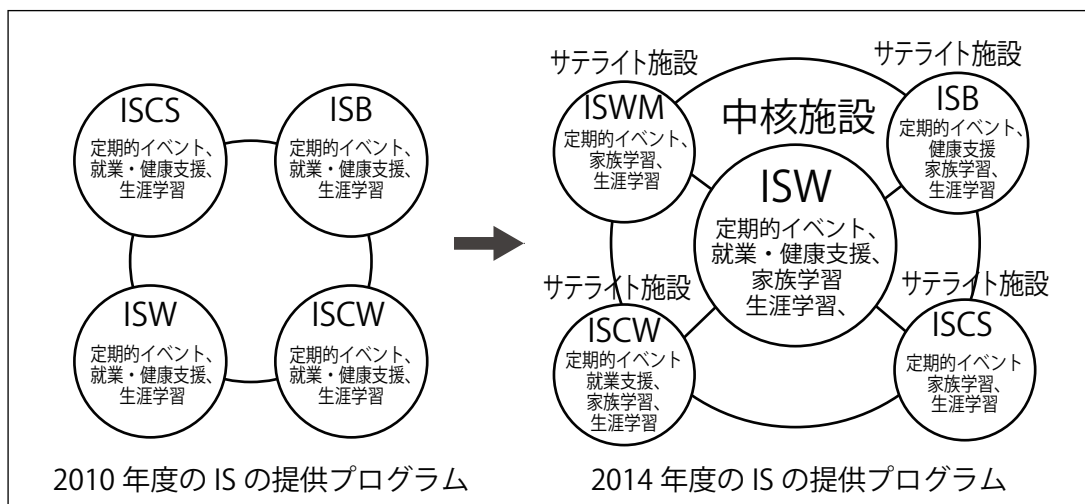 ISCS
定期的イベント、
就業・健康支援、
生涯学習
ISB
定期的イベント、
就業・健康支援、
生涯学習
ISW
定期的イベント、
就業・健康支援、
生涯学習
ISCW
定期的イベント、
就業・健康支援、
生涯学習
2010 年度の IS の提供プログラム
サテライト施設
ISWM
定期的イベント、
家族学習、
生涯学習
サテライト施設
ISB
定期的イベント、
健康支援
家族学習、
生涯学習
中核施設
ISW
定期的イベント、
就業・健康支援、
家族学習
生涯学習、
サテライト施設
ISCW
定期的イベント
就業支援、
家族学習、
生涯学習
サテライト施設
ISCS
定期的イベント
家族学習、
生涯学習
2014 年度の IS の提供プログラム